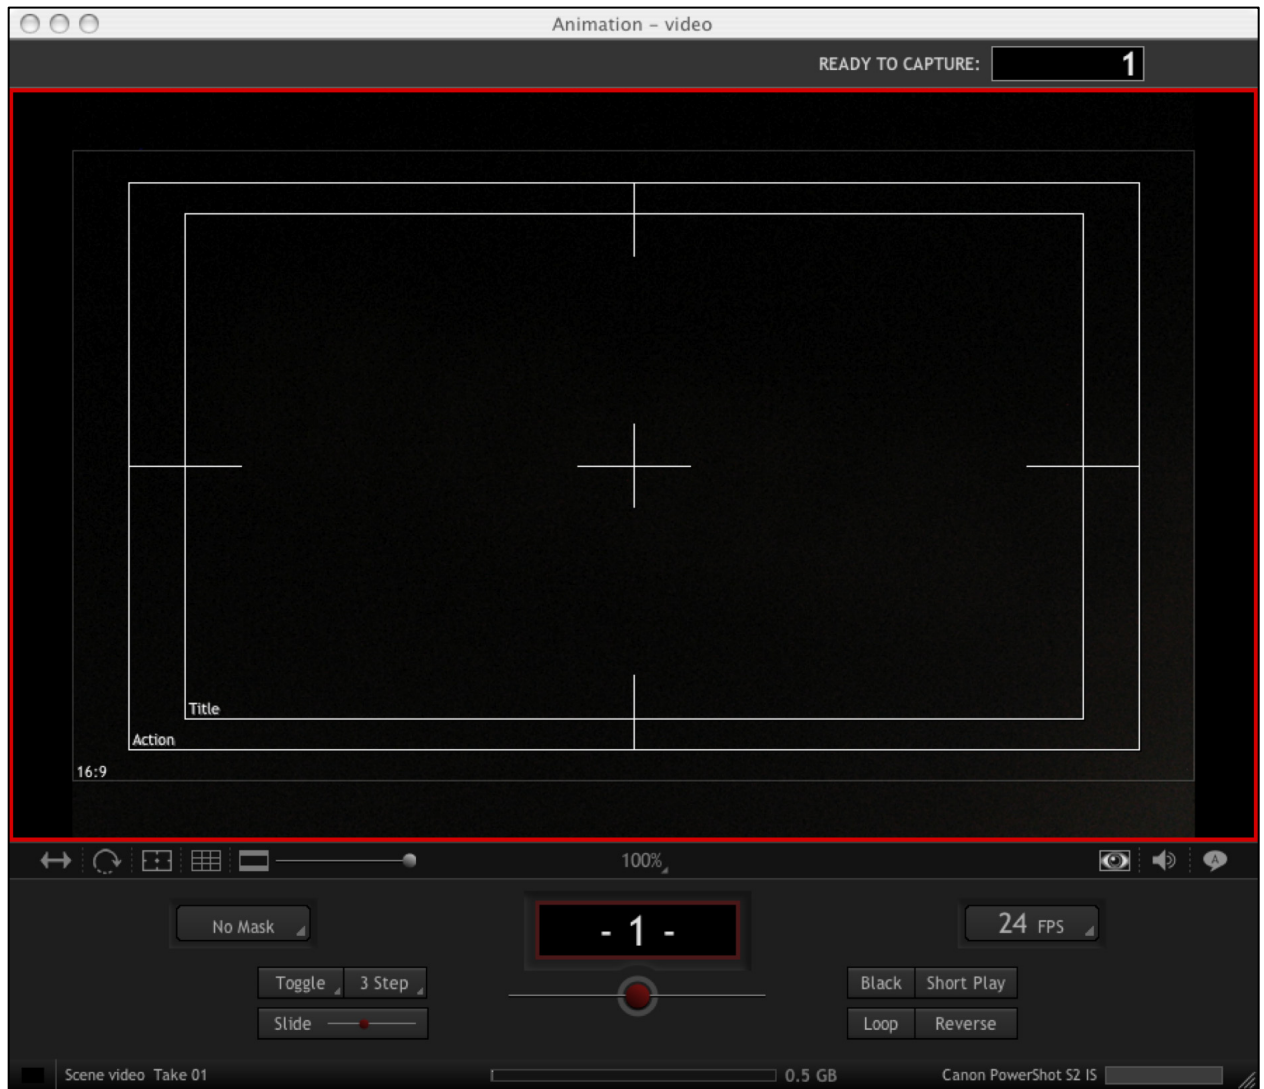 Animation – video
READY TO CAPTURE: 1
Title
Action
16:9
100%
No Mask
- 1 -
24 FPS
Toggle 3 Step
Black Short Play
Slide
Loop Reverse
Scene video Take 01
0.5 GB
Canon PowerShot S2 IS